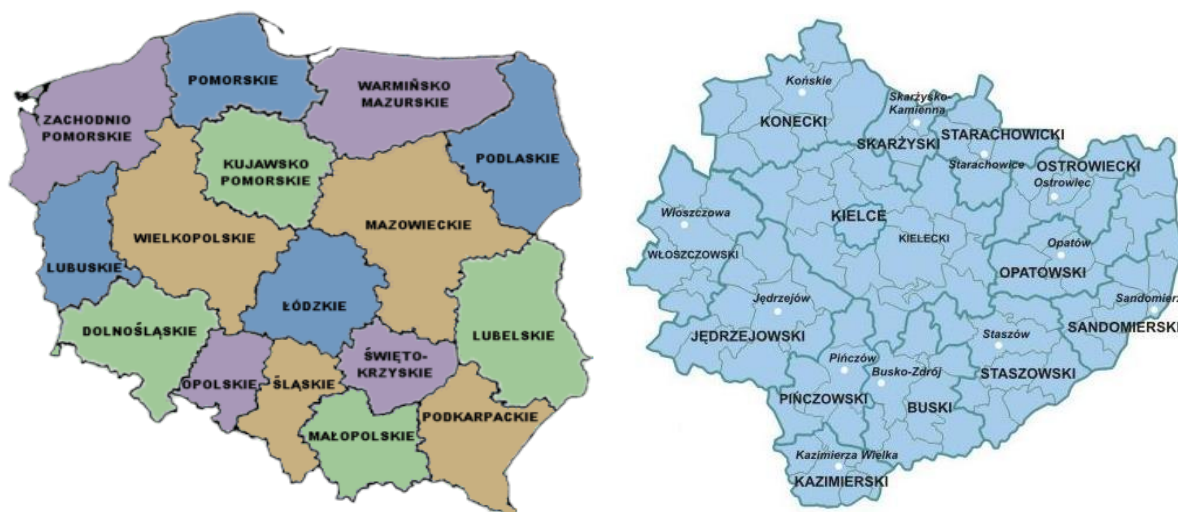 POMORSKIE
WARMIŃSKO
MAZURSKIE
ZACHODNIO
POMORSKIE
KUJAWSKO
POMORSKIE
PODLASKIE
MAZOWIECKIE
WIELKOPOLSKIE
LUBUSKIE
ŁÓDZKIE
DOLNOŚLĄSKIE
LUBELSKIE
ŚWIĘTO-
KRZYSKIE
OPOLSKIE
ŚLĄSKIE
PODKARPACKIE
MAŁOPOLSKIE
Końskie
KONECKI
Skarżysko-
Kamienna
SKARŻYSKI
STARACHOWICKI
Starachowice
OSTROWIECKI
Ostrowiec
Włoszczowa
WŁOSZCZOWSKI
KIELCE
KIELECKI
Opatów
OPATOWSKI
Jędrzejów
JĘDRZEJOWSKI
Sandomierz
SANDOMIERSKI
Staszów
STASZOWSKI
Pińczów
PIŃCZOWSKI
Busko-Zdrój
BUSKI
Kazimierza Wielka
KAZIMIERSKI